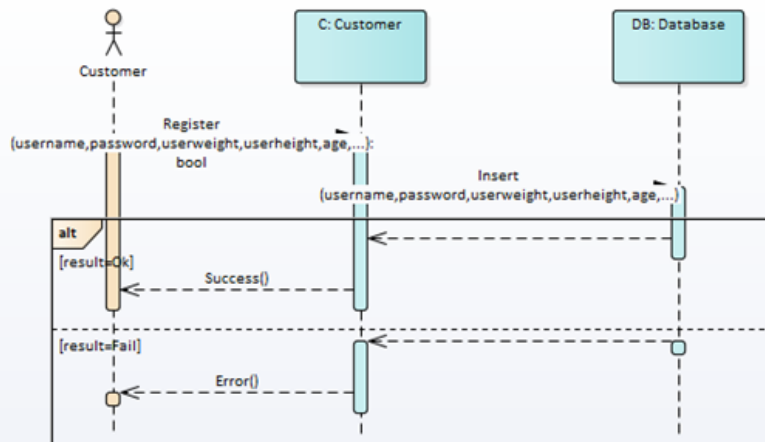 C: Customer
DB: Database
Customer
Register
(username,password,userweight,userheight,age,...):
bool
Insert
(username,password,userweight,userheight,age,...)
alt
[result=Ok]
Success()
[result=Fail]
Error()